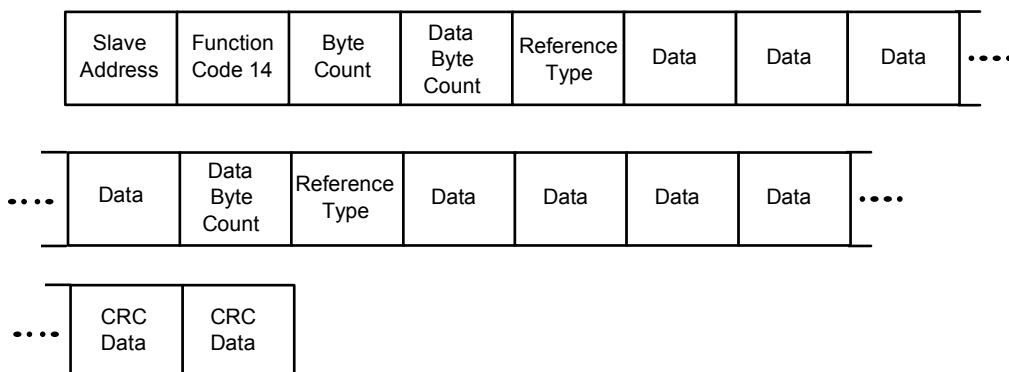 Slave
Address
Function
Code 14
Byte
Count
Data
Byte
Count
Reference
Type
Data
Data
Data
Data
Data
Byte
Count
Reference
Type
Data
Data
Data
Data
CRC
Data
CRC
Data